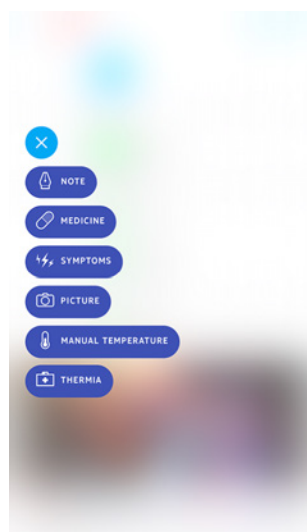 NOTE
MEDICINE
SYMPTOMS
PICTURE
MANUAL TEMPERATURE
THERMIA